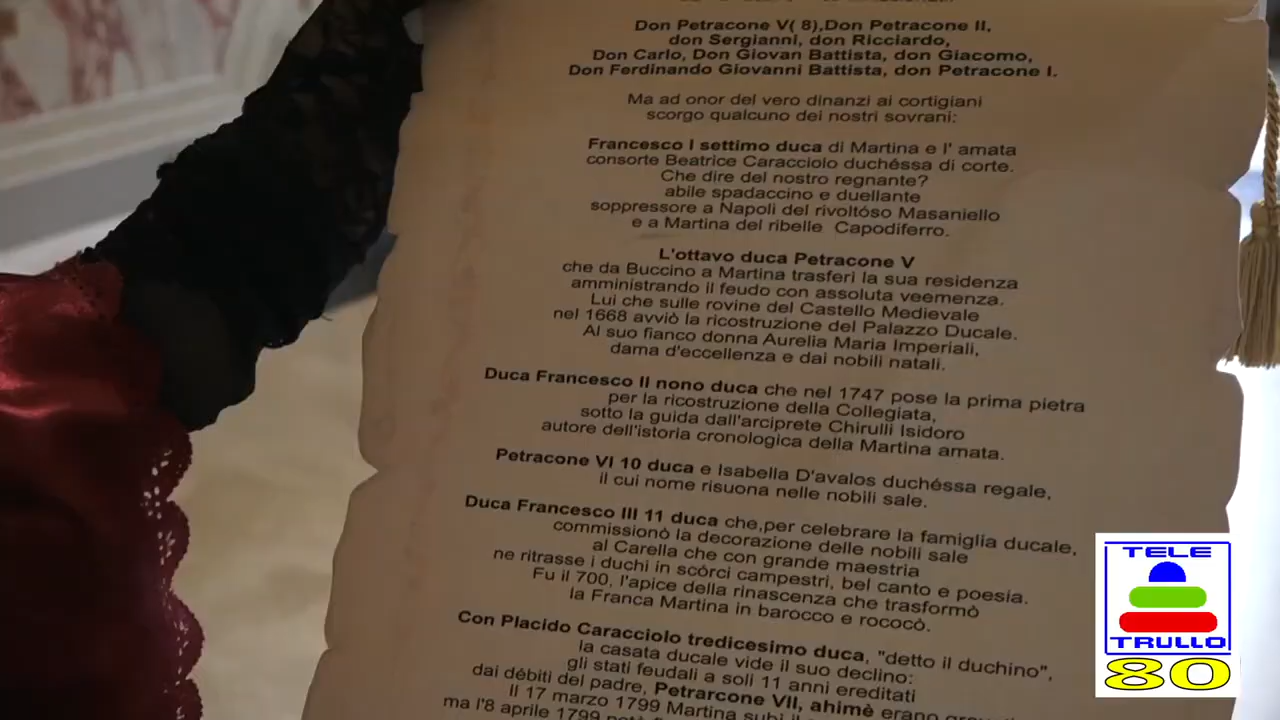 Don Petracone V( 8),Don Petracone II,
don Sergianni, don Ricciardo,
Don Carlo, Don Giovan Battista, don Giacomo,
Don Ferdinando Giovanni Battista, don Petracone I.
Ma ad onor del vero dinanzi ai cortigiani
scorgo qualcuno dei nostri sovrani:
Francesco I settimo duca di Martina e l' amata
consorte Beatrice Caracciolo duchéssa di corte.
Che dire del nostro regnante?
abile spadaccino e duellante
soppressore a Napoli del rivoltóso Masaniello
e a Martina del ribelle Capodiferro.
L'ottavo duca Petracone V
che da Buccino a Martina trasferì la sua residenza
amministrando il feudo con assoluta veemenza.
Lui che sulle rovine del Castello Medievale
nel 1668 avviò la ricostruzione del Palazzo Ducale.
Al suo fianco donna Aurelia Maria Imperiali,
dama d'eccellenza e dai nobili natali.
Duca Francesco II nono duca che nel 1747 pose la prima pietra
per la ricostruzione della Collegiata,
sotto la guida dall'arciprete Chirulli Isidoro
autore dell'istoria cronologica della Martina amata.
Petracone VI 10 duca e Isabella D'avalos duchéssa regale,
il cui nome risuona nelle nobili sale.
Duca Francesco III 11 duca che,per celebrare la famiglia ducale,
commissionò la decorazione delle nobili sale
al Carella che con grande maestria
ne ritrasse i duchi in scórci campestri, bel canto e poesia.
Fu il 700, l'apice della rinascenza che trasformò
la Franca Martina in barocco e rococò.
Con Placido Caracciolo tredicesimo duca, "detto il duchino",
la casata ducale vide il suo declino:
gli stati feudali a soli 11 anni ereditati
dai débiti del padre, Petrarcone VII, ahimè erano
Il 17 marzo 1799 Martina subì il
ma l'8 aprile 1799
TELE
TRULLO
80